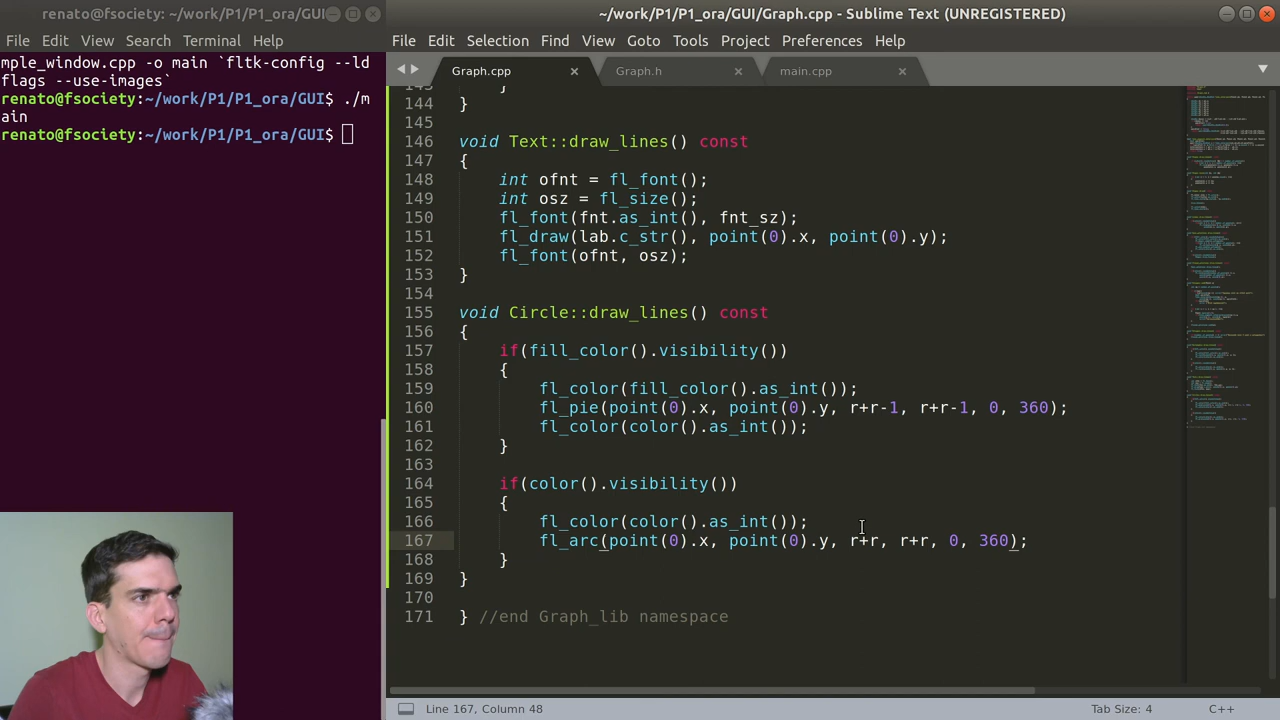 renato@fsociety: ~/work/P1/P1_ora/GUI
File Edit View Search Terminal Help
mple_window.cpp -o main `fltk-config --ld
flags --use-images`
renato@fsociety:~/work/P1/P1_ora/GUI$ ./m
ain
renato@fsociety:~/work/P1/P1_ora/GUI$
~/work/P1/P1_ora/GUI/Graph.cpp - Sublime Text (UNREGISTERED)
File Edit Selection Find View Goto Tools Project Preferences Help
Graph.cpp Graph.h main.cpp
143 }
144 }
145
146 void Text::draw_lines() const
147 {
148 int ofnt = fl_font();
149 int osz = fl_size();
150 fl_font(fnt.as_int(), fnt_sz);
151 fl_draw(lab.c_str(), point(0).x, point(0).y);
152 fl_font(ofnt, osz);
153 }
154
155 void Circle::draw_lines() const
156 {
157 if(fill_color().visibility())
158 {
159 fl_color(fill_color().as_int());
160 fl_pie(point(0).x, point(0).y, r+r-1, r+r-1, 0, 360);
161 fl_color(color().as_int());
162 }
163
164 if(color().visibility())
165 {
166 fl_color(color().as_int());
167 fl_arc(point(0).x, point(0).y, r+r, r+r, 0, 360);
168 }
169 }
170
171 } //end Graph_lib namespace
Line 167, Column 48
Tab Size: 4
C++